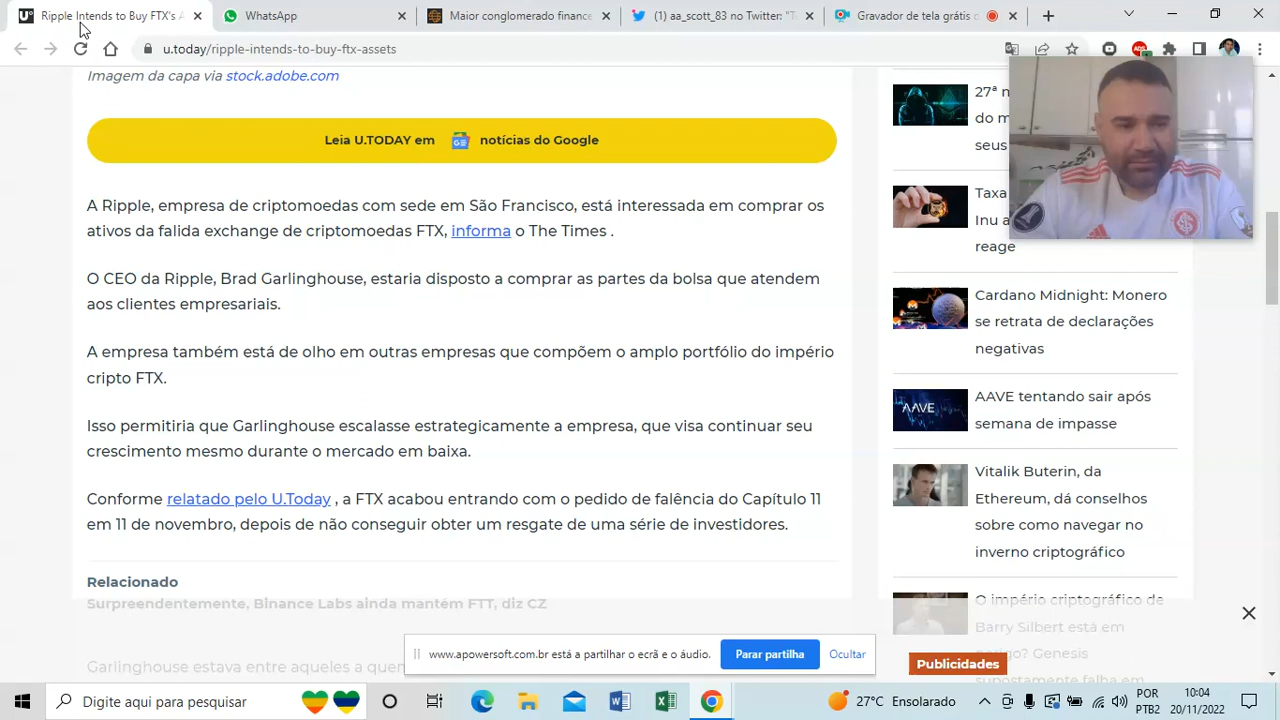 Ripple Intends to Buy FTX's A
WhatsApp
Maior conglomerado finance
(1) aa_scott_83 no Twitter: "Ti
Gravador de tela grátis c
u.today/ripple-intends-to-buy-ftx-assets
Imagem da capa via stock.adobe.com
Leia U.TODAY em notícias do Google
A Ripple, empresa de criptomoedas com sede em São Francisco, está interessada em comprar os
ativos da falida exchange de criptomoedas FTX, informa o The Times .
O CEO da Ripple, Brad Garlinghouse, estaria disposto a comprar as partes da bolsa que atendem
aos clientes empresariais.
A empresa também está de olho em outras empresas que compõem o amplo portfólio do império
cripto FTX.
Isso permitiria que Garlinghouse escalasse estrategicamente a empresa, que visa continuar seu
crescimento mesmo durante o mercado em baixa.
Conforme relatado pelo U.Today , a FTX acabou entrando com o pedido de falência do Capítulo 11
em 11 de novembro, depois de não conseguir obter um resgate de uma série de investidores.
Relacionado
Surpreendentemente, Binance Labs ainda mantém FTT, diz CZ
Garlinghouse estava entre aqueles a que
27ª m
do m
seus
Taxa
Inu a
reage
Cardano Midnight: Monero
se retrata de declarações
negativas
AAVE
AAVE tentando sair após
semana de impasse
Vitalik Buterin, da
Ethereum, dá conselhos
sobre como navegar no
inverno criptográfico
O império criptográfico de
Barry Silbert está em
perigo? Genesis
supostamente falha em
Publicidades
www.apowersoft.com.br está a partilhar o ecrã e o áudio.
Parar partilha
Ocultar
Digite aqui para pesquisar
27°C Ensolarado
POR
PTB2
10:04
20/11/2022